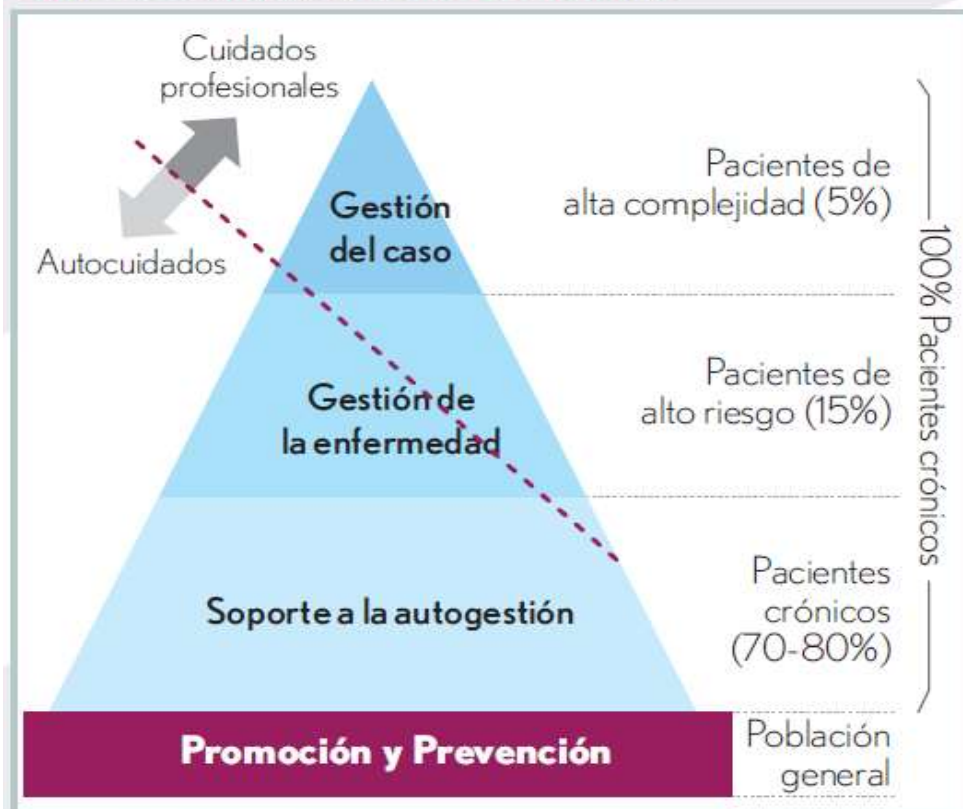 Cuidados
profesionales
Autocuidados
Gestión
del caso
Pacientes de
alta complejidad (5%)
Gestión de
la enfermedad
Pacientes de
alto riesgo (15%)
Soporte a la autogestión
Pacientes
crónicos
(70-80%)
100% Pacientes crónicos
Promoción y Prevención
Población
general